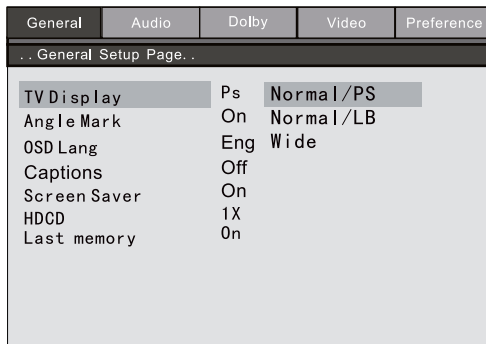 General Audio Dolby Video Preference
. . General Setup Page. .
TV Display Ps Normal/PS
Angle Mark On Normal/LB
OSD Lang Eng Wide
Captions Off
Screen Saver On
HDCD 1X
Last memory On